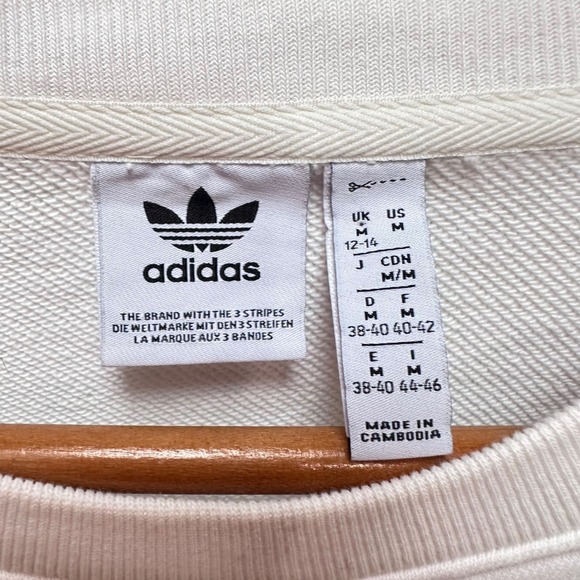 adidas
THE BRAND WITH THE 3 STRIPES
DIE WELTMARKE MIT DEN 3 STREIFEN
LA MARQUE AUX 3 BANDES
UK US
M M
12-14
J CDN
M/M
D F
M M
38-40 40-42
E I
M M
38-40 44-46
MADE IN
CAMBODIA